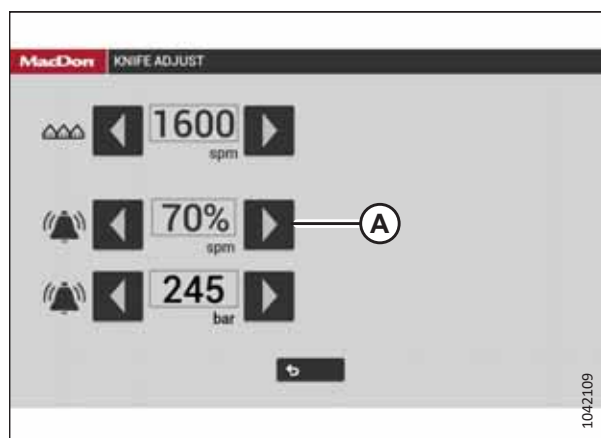 MacDon KNIFE ADJUST
1600
spm
70%
spm
A
245
bar
1042109